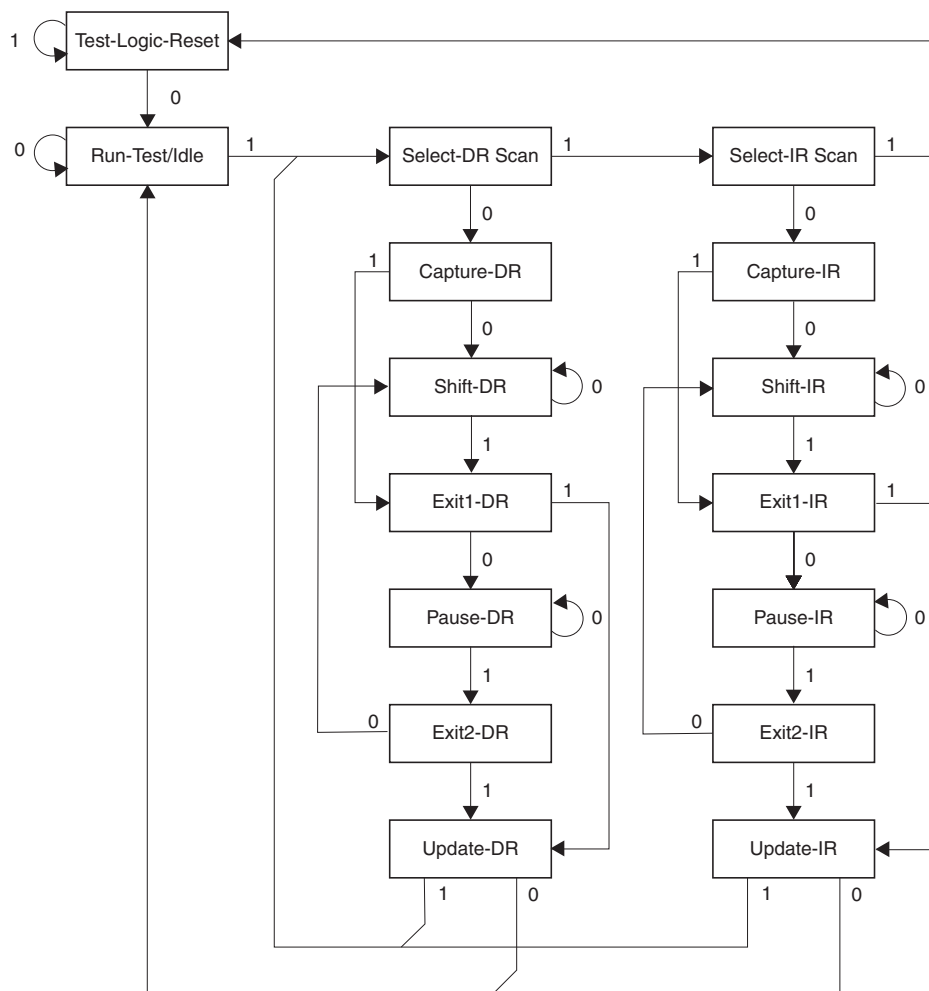 1 Test-Logic-Reset
0
0 Run-Test/Idle 1 Select-DR Scan 1 Select-IR Scan 1
0 0
1 Capture-DR 1 Capture-IR
0 0
Shift-DR 0 Shift-IR 0
1 1
Exit1-DR 1 Exit1-IR 1
0 0
Pause-DR 0 Pause-IR 0
1 1
0 Exit2-DR 0 Exit2-IR
1 1
Update-DR Update-IR
1 0 1 0